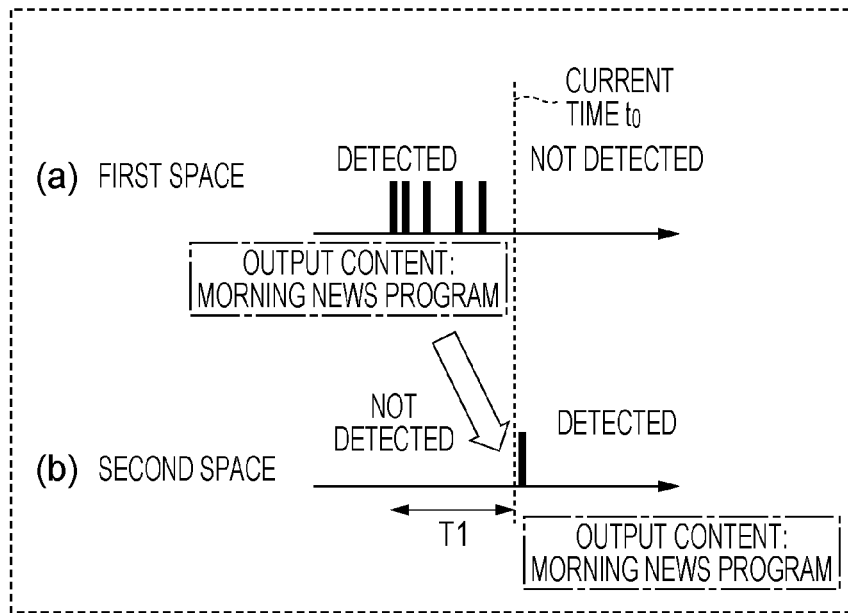 CURRENT
TIME t0
(a) FIRST SPACE
DETECTED
NOT DETECTED
OUTPUT CONTENT:
MORNING NEWS PROGRAM
NOT
DETECTED
DETECTED
(b) SECOND SPACE
T1
OUTPUT CONTENT:
MORNING NEWS PROGRAM